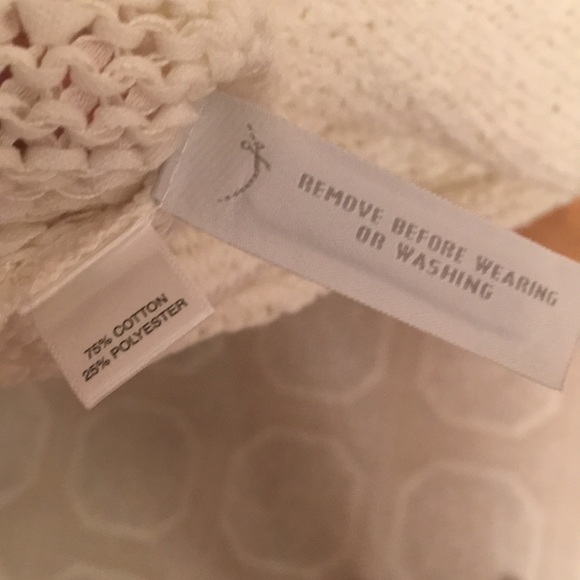 REMOVE BEFORE WEARING
OR WASHING
75% COTTON
25% POLYESTER